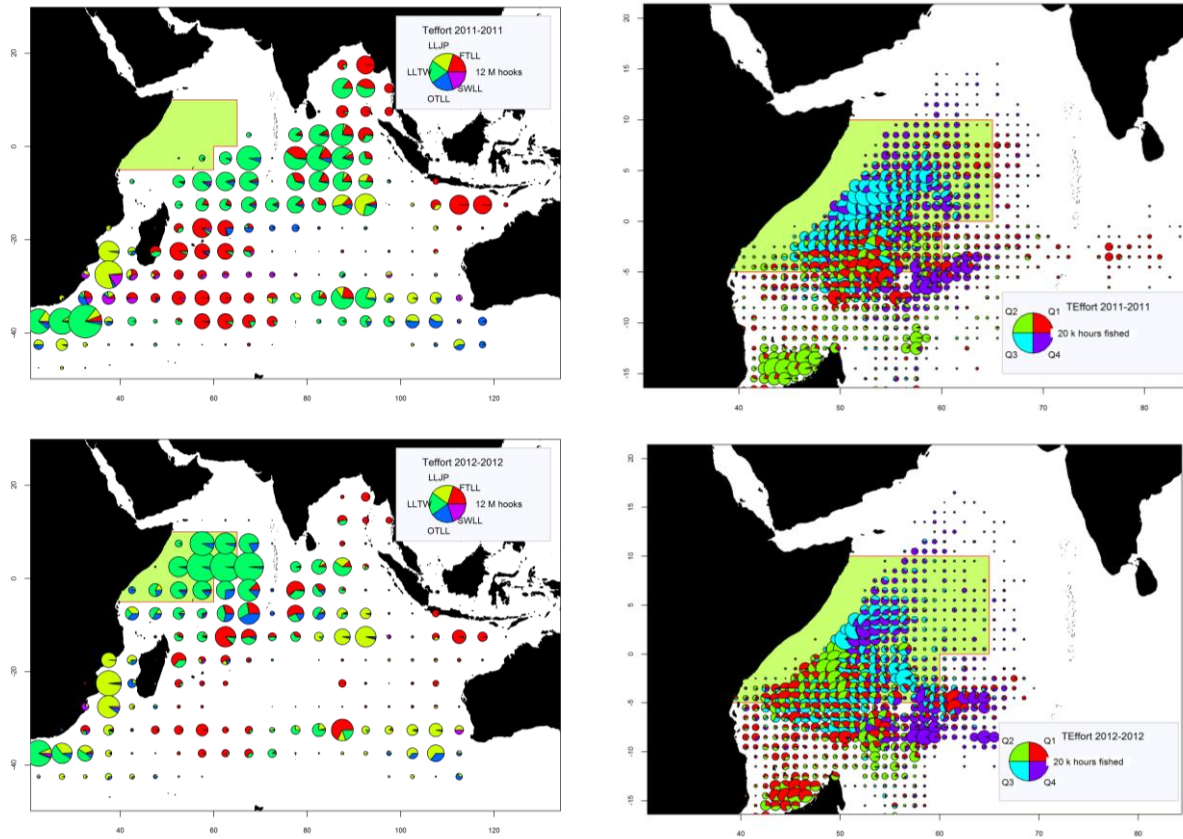 20
0
-20
-40
Teffort 2011-2011
LLJP
FTLL
LLTW
12 M hooks
SWLL
OTLL
40 60 80 100 120
20
15
10
5
0
-5
-10
-15
TEffort 2011-2011
Q2 Q1
20 k hours fished
Q3 Q4
40 50 60 70 80
20
0
-20
-40
Teffort 2012-2012
LLJP
FTLL
LLTW
12 M hooks
SWLL
OTLL
40 60 80 100 120
20
15
10
5
0
-5
-10
-15
TEffort 2012-2012
Q2 Q1
20 k hours fished
Q3 Q4
40 50 60 70 80